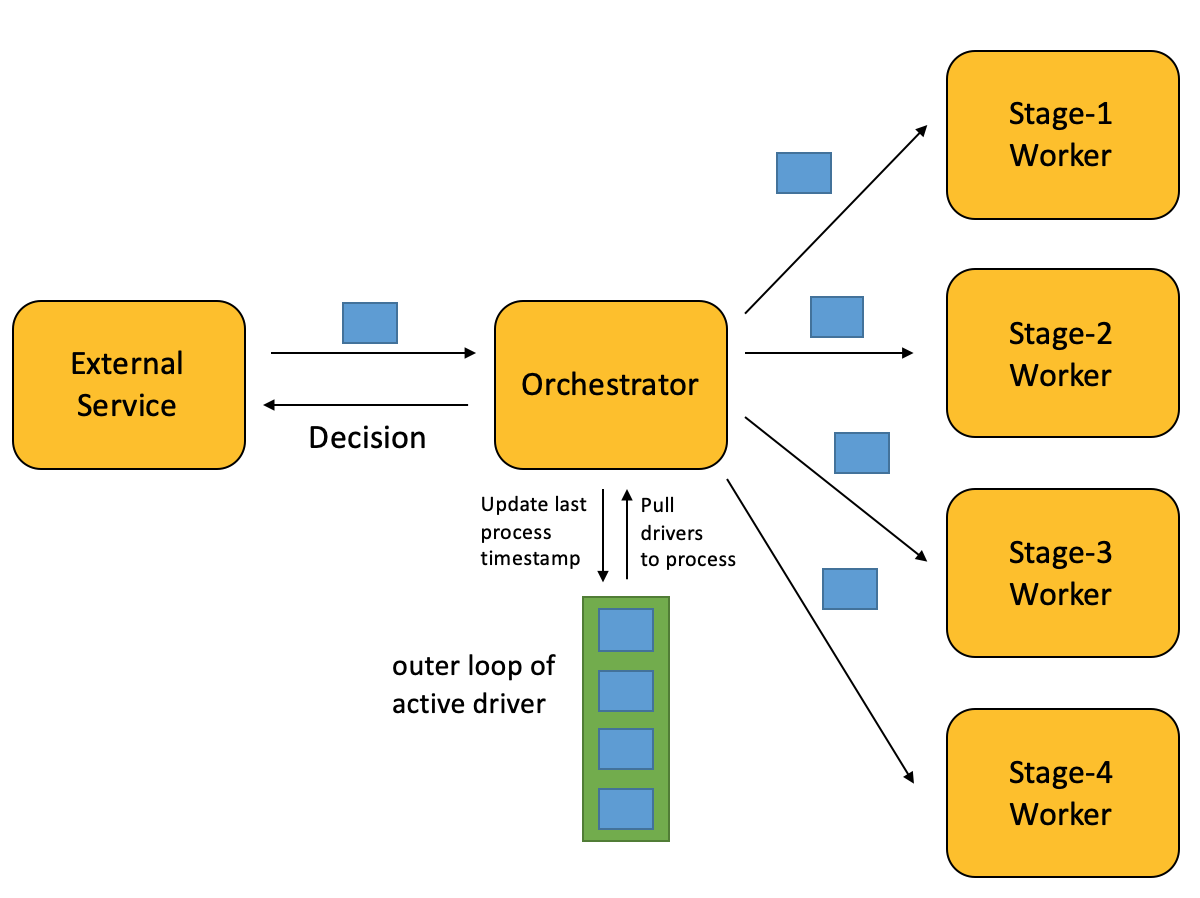 External
Service
Decision
Orchestrator
Update last
process
timestamp
Pull
drivers
to process
outer loop of
active driver
Stage-1
Worker
Stage-2
Worker
Stage-3
Worker
Stage-4
Worker